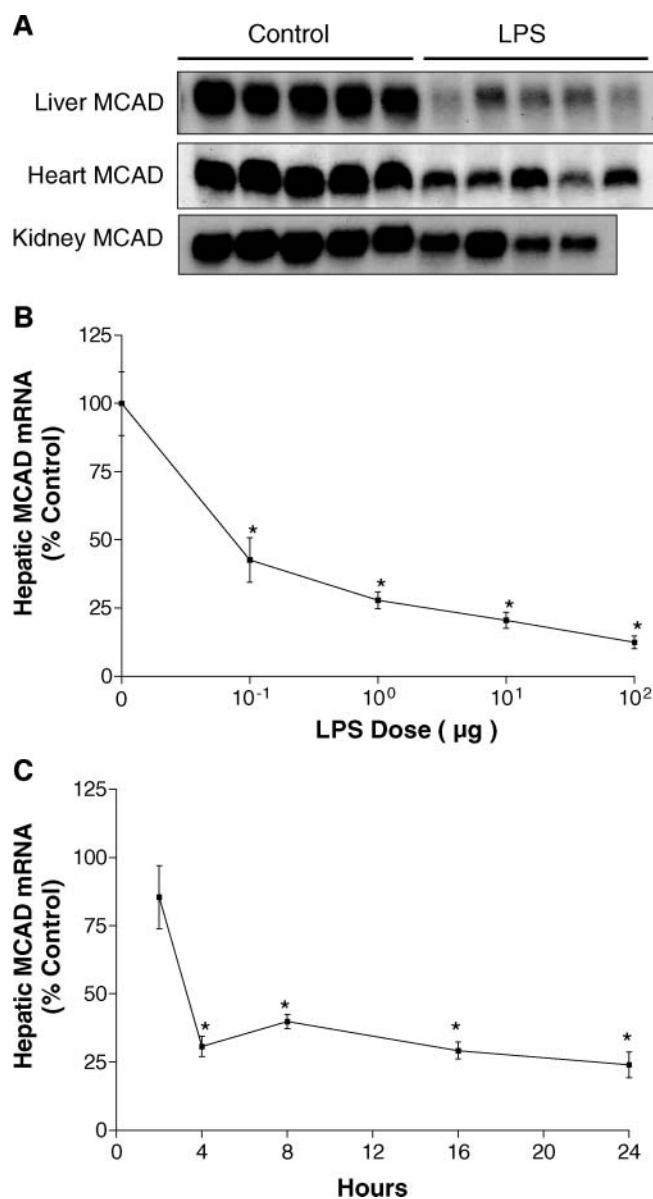 A
Control LPS
Liver MCAD
Heart MCAD
Kidney MCAD
B
Hepatic MCAD mRNA
(% Control)
125
100
75
50
25
0
* * * *
0 10⁻¹ 10⁰ 10¹ 10²
LPS Dose ( µg )
C
Hepatic MCAD mRNA
(% Control)
125
100
75
50
25
0
* * * *
0 4 8 12 16 20 24
Hours